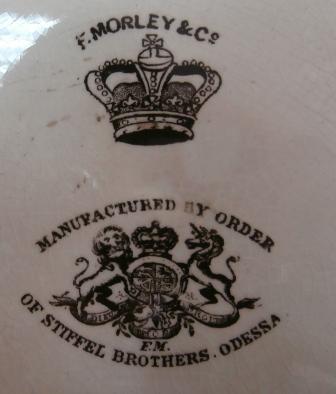 F. MORLEY & Co
MANUFACTURED BY ORDER
F.M.
OF STIFFEL BROTHERS. ODESSA